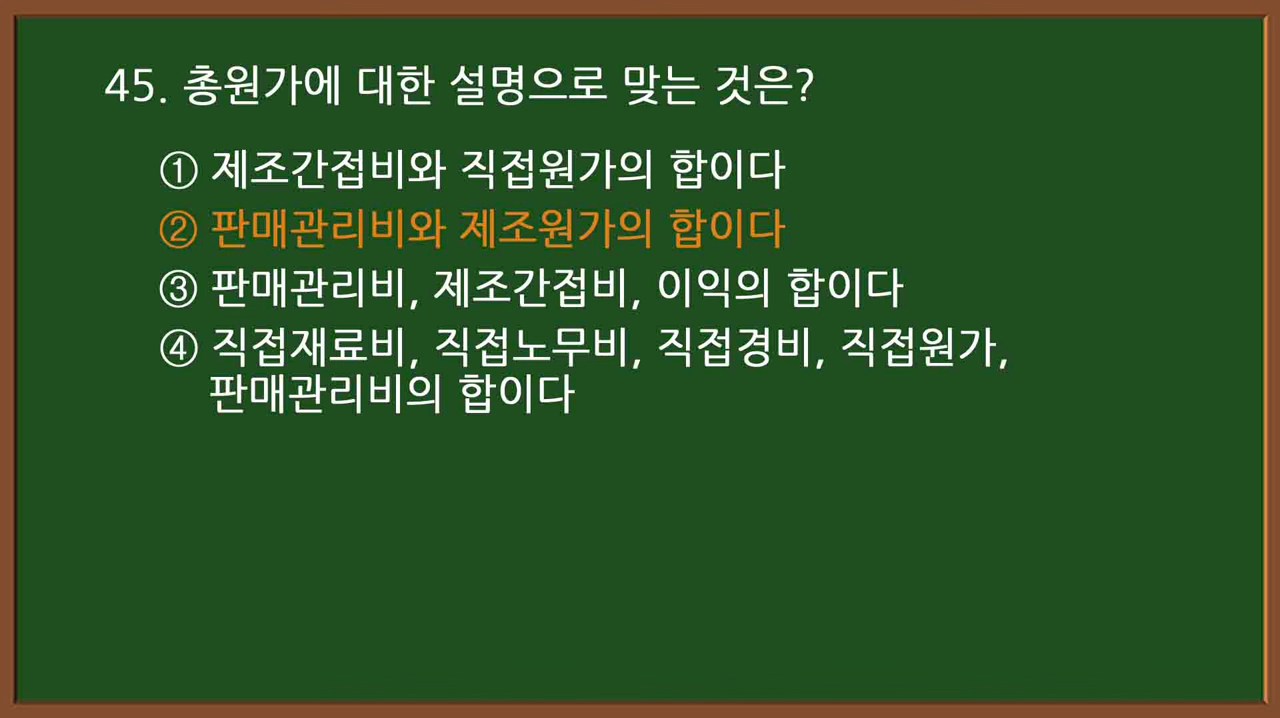 45. 총원가에 대한 설명으로 맞는 것은?
① 제조간접비와 직접원가의 합이다
② 판매관리비와 제조원가의 합이다
③ 판매관리비, 제조간접비, 이익의 합이다
④ 직접재료비, 직접노무비, 직접경비, 직접원가,
판매관리비의 합이다